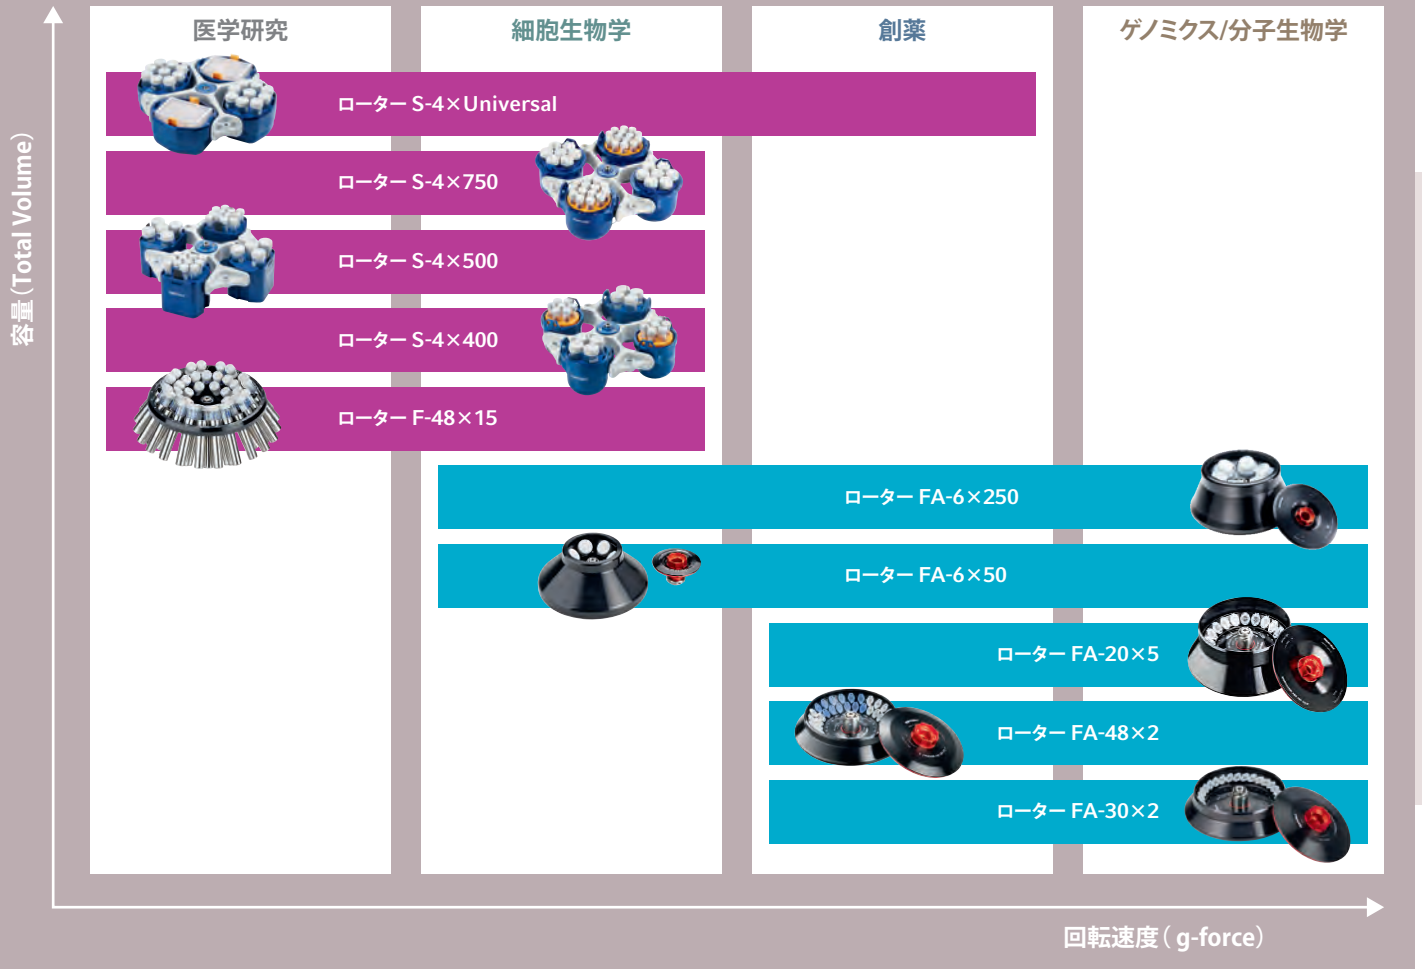 医学研究
細胞生物学
創薬
ゲノミクス/分子生物学
ローター S-4×Universal
ローター S-4×750
ローター S-4×500
ローター S-4×400
ローター F-48×15
ローター FA-6×250
ローター FA-6×50
ローター FA-20×5
ローター FA-48×2
ローター FA-30×2
容量(Total Volume)
回転速度( g-force)